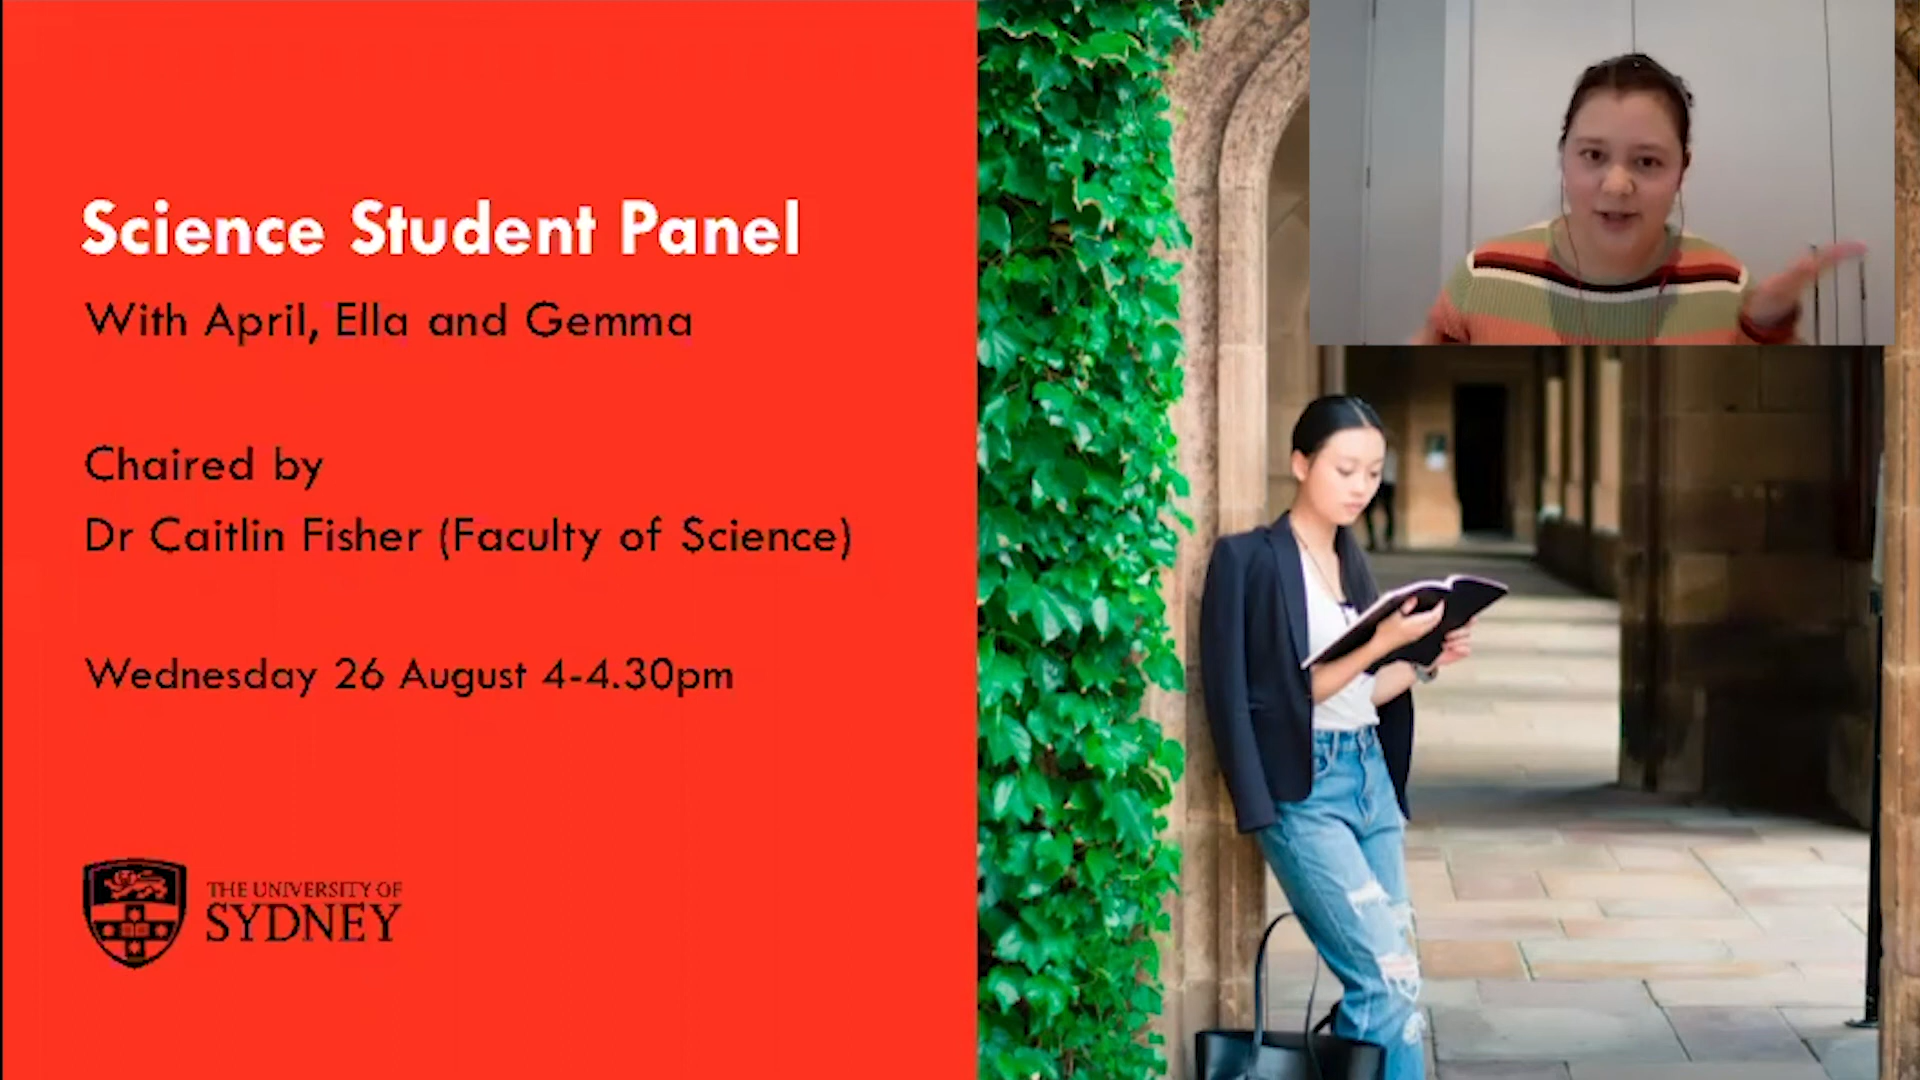 Science Student Panel
With April, Ella and Gemma
Chaired by
Dr Caitlin Fisher (Faculty of Science)
Wednesday 26 August 4-4.30pm
THE UNIVERSITY OF
SYDNEY